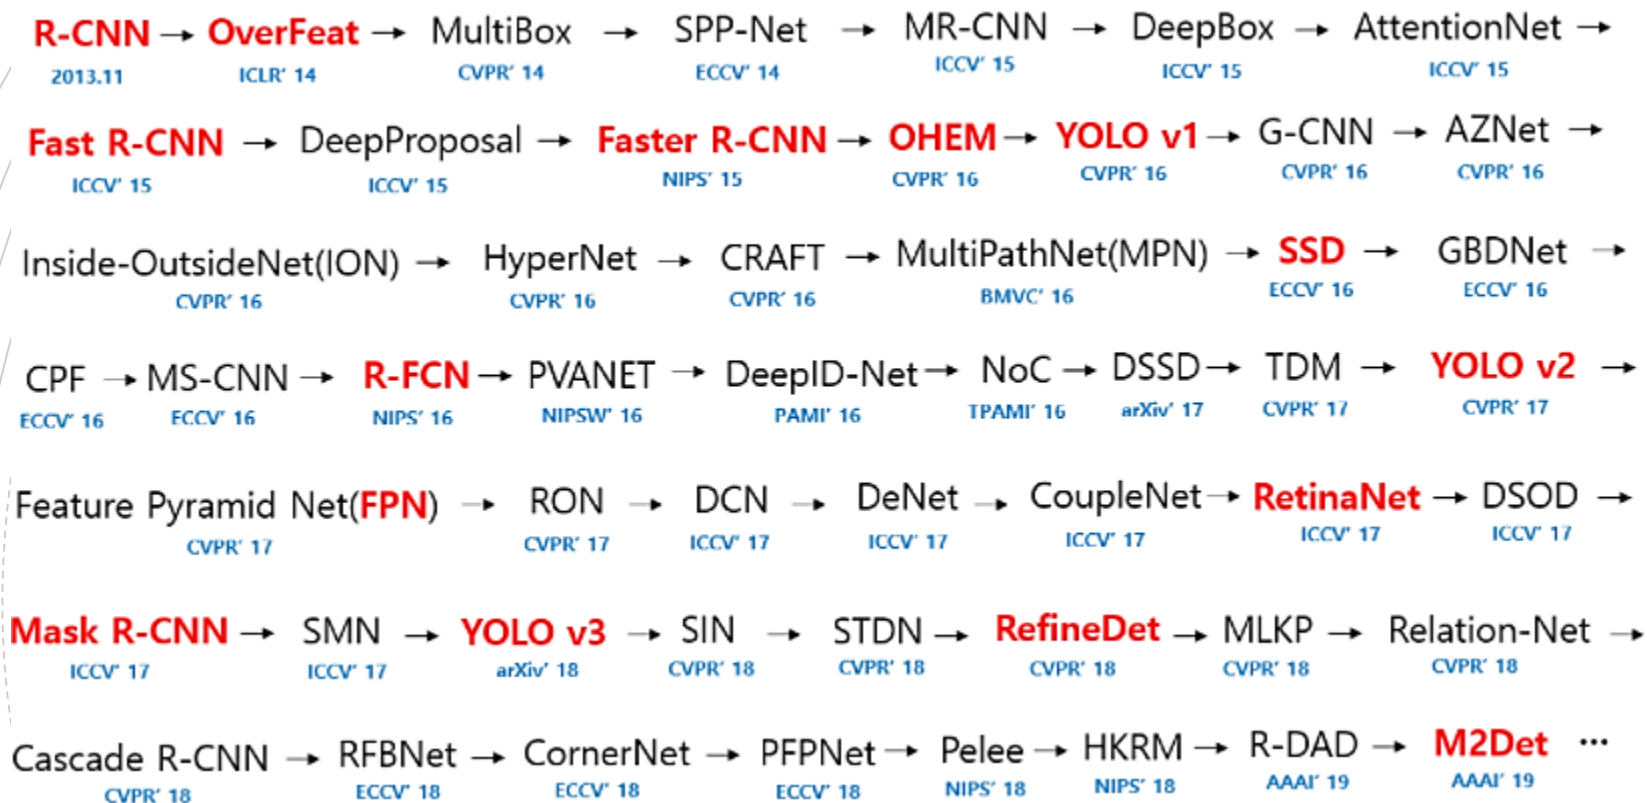 R-CNN → OverFeat → MultiBox → SPP-Net → MR-CNN → DeepBox → AttentionNet →
2013.11 ICLR' 14 CVPR' 14 ECCV' 14 ICCV' 15 ICCV' 15 ICCV' 15
Fast R-CNN → DeepProposal → Faster R-CNN → OHEM → YOLO v1 → G-CNN → AZNet →
ICCV' 15 ICCV' 15 NIPS' 15 CVPR' 16 CVPR' 16 CVPR' 16 CVPR' 16
Inside-OutsideNet(ION) → HyperNet → CRAFT → MultiPathNet(MPN) → SSD → GBDNet →
CVPR' 16 CVPR' 16 CVPR' 16 BMVC' 16 ECCV' 16 ECCV' 16
CPF → MS-CNN → R-FCN → PVANET → DeepID-Net → NoC → DSSD → TDM → YOLO v2 →
ECCV' 16 ECCV' 16 NIPS' 16 NIPSW' 16 PAMI' 16 TPAMI' 16 arXiv' 17 CVPR' 17 CVPR' 17
Feature Pyramid Net(FPN) → RON → DCN → DeNet → CoupleNet → RetinaNet → DSOD →
CVPR' 17 CVPR' 17 ICCV' 17 ICCV' 17 ICCV' 17 ICCV' 17 ICCV' 17
Mask R-CNN → SMN → YOLO v3 → SIN → STDN → RefineDet → MLKP → Relation-Net →
ICCV' 17 ICCV' 17 arXiv' 18 CVPR' 18 CVPR' 18 CVPR' 18 CVPR' 18 CVPR' 18
Cascade R-CNN → RFBNet → CornerNet → PFPNet → Pelee → HKRM → R-DAD → M2Det ···
CVPR' 18 ECCV' 18 ECCV' 18 ECCV' 18 NIPS' 18 NIPS' 18 AAAI' 19 AAAI' 19